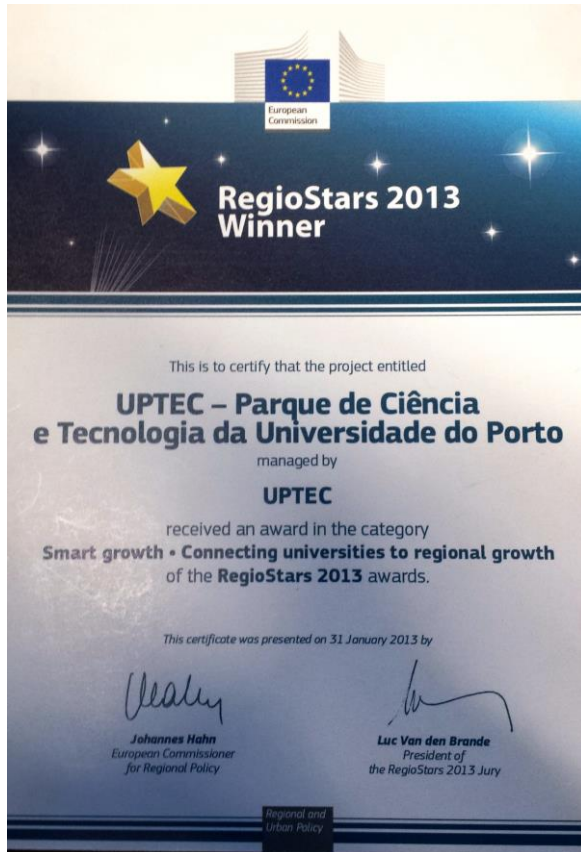 European
Commission
RegioStars 2013
Winner
This is to certify that the project entitled
UPTEC – Parque de Ciência
e Tecnologia da Universidade do Porto
managed by
UPTEC
received an award in the category
Smart growth • Connecting universities to regional growth
of the RegioStars 2013 awards.
This certificate was presented on 31 January 2013 by
Johannes Hahn
European Commissioner
for Regional Policy
Luc Van den Brande
President of
the RegioStars 2013 Jury
Regional and
Urban Policy